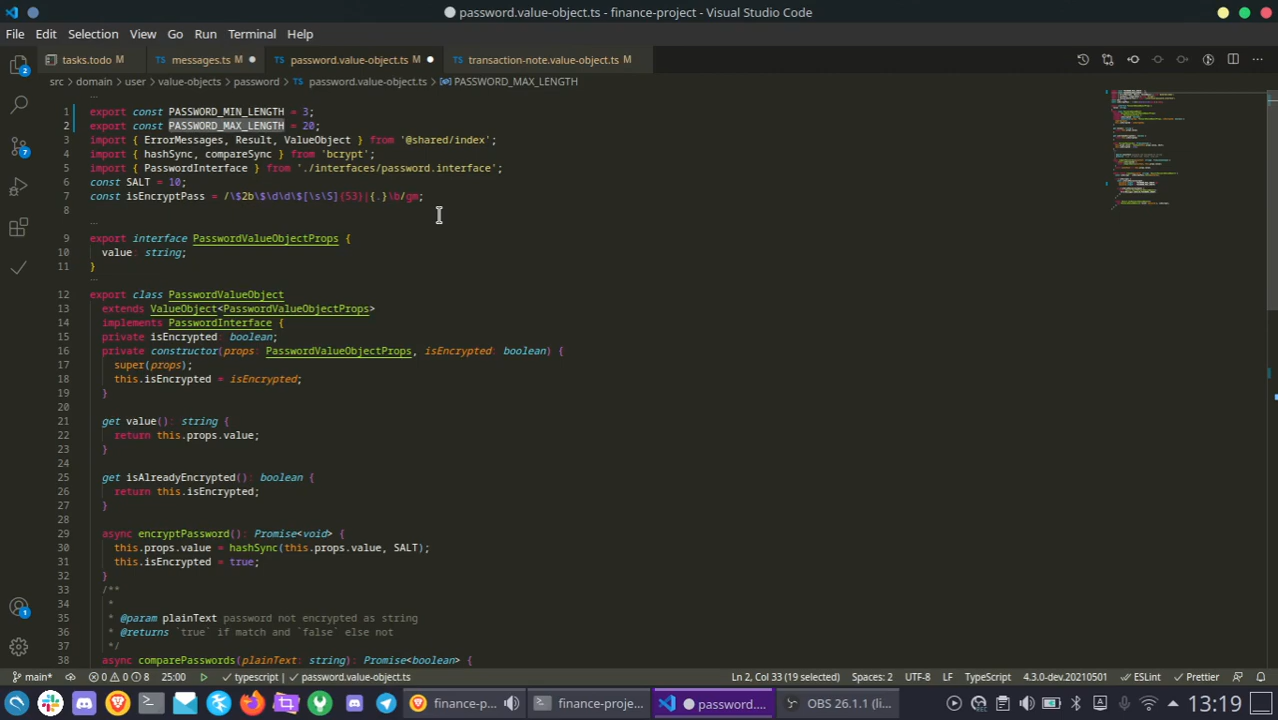 password.value-object.ts - finance-project - Visual Studio Code
File Edit Selection View Go Run Terminal Help
tasks.todo M
TS messages.ts M
TS password.value-object.ts M
TS transaction-note.value-object.ts M
src > domain > user > value-objects > password > TS password.value-object.ts > PASSWORD_MAX_LENGTH
1 export const PASSWORD_MIN_LENGTH = 3;
2 export const PASSWORD_MAX_LENGTH = 20;
3 import { ErrorMessages, Result, ValueObject } from '@shared/index';
4 import { hashSync, compareSync } from 'bcrypt';
5 import { PasswordInterface } from './interfaces/password.interface';
6 const SALT = 10;
7 const isEncryptPass = /\$2b\$\d\d\$[\s\S]{53}|{.}\b/gm;
8
9 export interface PasswordValueObjectProps {
10 value: string;
11 }
12 export class PasswordValueObject
13 extends ValueObject<PasswordValueObjectProps>
14 implements PasswordInterface {
15 private isEncrypted: boolean;
16 private constructor(props: PasswordValueObjectProps, isEncrypted: boolean) {
17 super(props);
18 this.isEncrypted = isEncrypted;
19 }
20
21 get value(): string {
22 return this.props.value;
23 }
24
25 get isAlreadyEncrypted(): boolean {
26 return this.isEncrypted;
27 }
28
29 async encryptPassword(): Promise<void> {
30 this.props.value = hashSync(this.props.value, SALT);
31 this.isEncrypted = true;
32 }
33 /**
34 *
35 * @param plainText password not encrypted as string
36 * @returns `true` if match and `false` else not
37 */
38 async comparePasswords(plainText: string): Promise<boolean> {
2
7
1
main* 0 0 8 25:00 typescript | password.value-object.ts Ln 2, Col 33 (19 selected) Spaces: 2 UTF-8 LF TypeScript 4.3.0-dev.20210501 ESLint Prettier
finance-p... finance-proje... password.... OBS 26.1.1 (li... 13:19